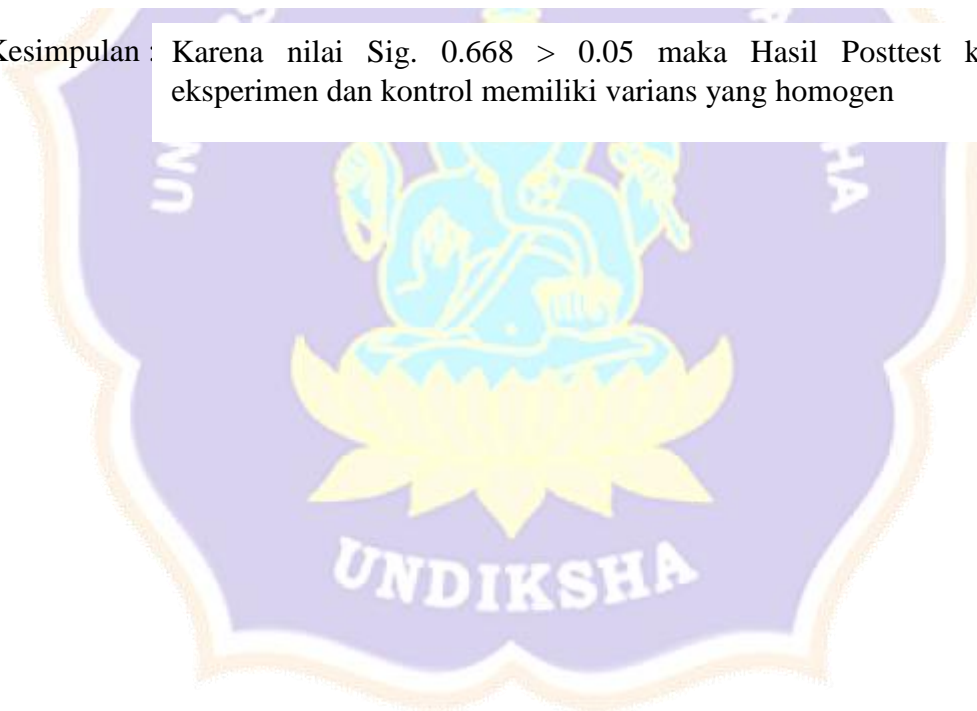 Kesimpulan : Karena nilai Sig. 0.668 > 0.05 maka Hasil Posttest
eksperimen dan kontrol memiliki varians yang homogen
UNDIKSHA